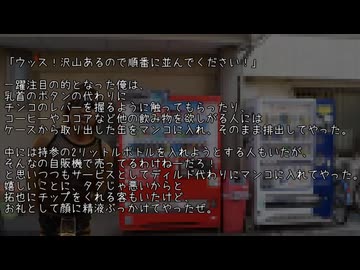 「ウッス！沢山あるので順番に並んでください！」
一躍注目の的となった俺は、
乳首のボタンの代わりに
チンコのレバーを握るように触ってもらったり、
コーヒーやココアなど他の飲み物を欲しがる人には
ケースから取り出した缶をマンコに入れ、そのまま排出してやった。
中には持参の2リットルボトルを入れようとする人もいたが、
そんなの自販機で売ってるわけねーだろ！
と思いつつもサービスとしてディルド代わりにマンコに入れてやった。
嬉しいことに、タダじゃ悪いからと
拓也にチップをくれる客もいたけど、
お礼として顔に精液ぶっかけてやったぜ。